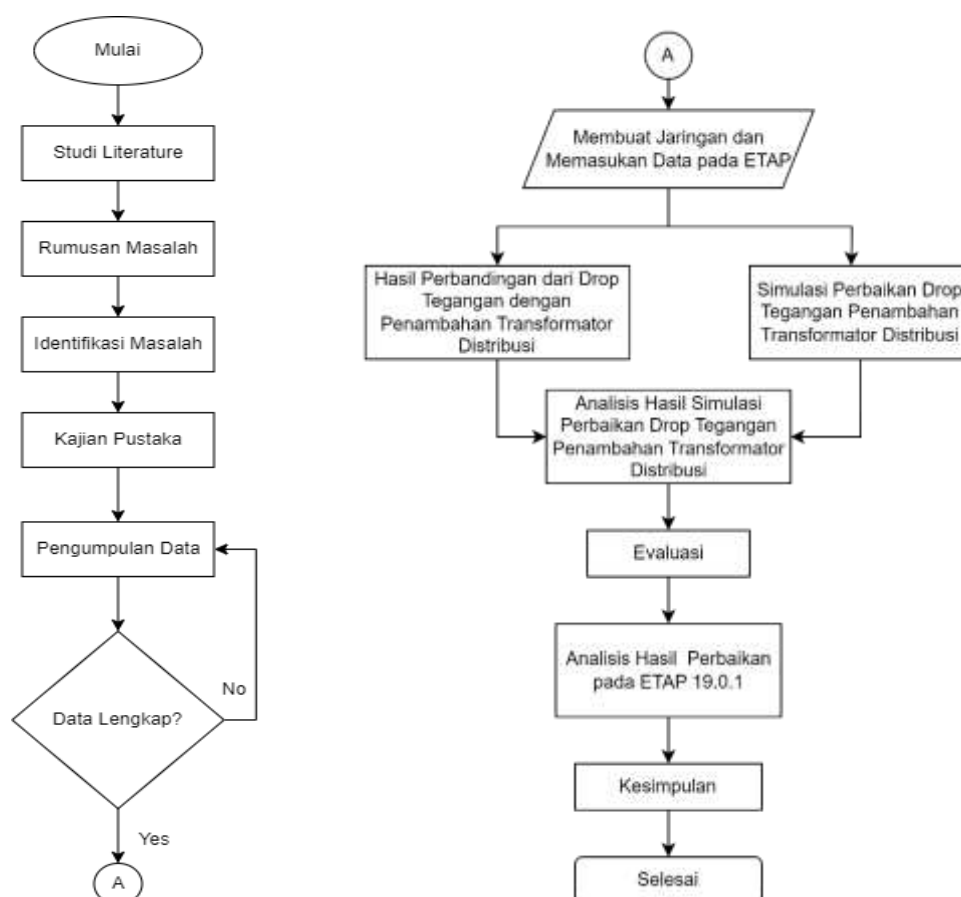 Mulai
Studi Literature
Rumusan Masalah
Identifikasi Masalah
Kajian Pustaka
Pengumpulan Data
No
Data Lengkap?
Yes
A
A
Membuat Jaringan dan
Memasukan Data pada ETAP
Hasil Perbandingan dari Drop
Tegangan dengan
Penambahan Transformator
Distribusi
Simulasi Perbaikan Drop
Tegangan Penambahan
Transformator Distribusi
Analisis Hasil Simulasi
Perbaikan Drop Tegangan
Penambahan Transformator
Distribusi
Evaluasi
Analisis Hasil Perbaikan
pada ETAP 19.0.1
Kesimpulan
Selesai